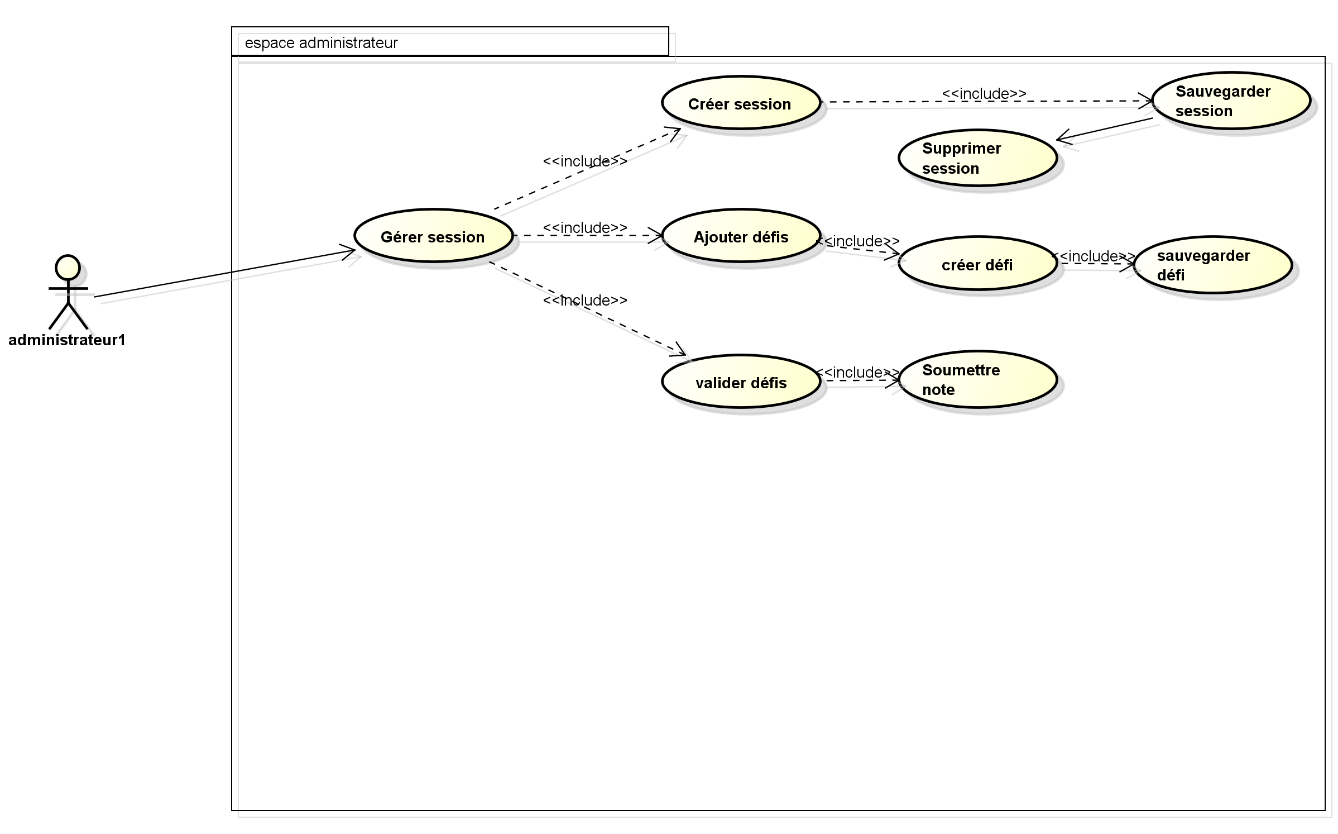 espace administrateur
Créer session
<<include>>
Sauvegarder
session
Supprimer
session
<<include>>
Gérer session
<<include>>
Ajouter défis
<<include>>
créer défi
<<include>>
sauvegarder
défi
<<include>>
administrateur1
valider défis
<<include>>
Soumettre
note